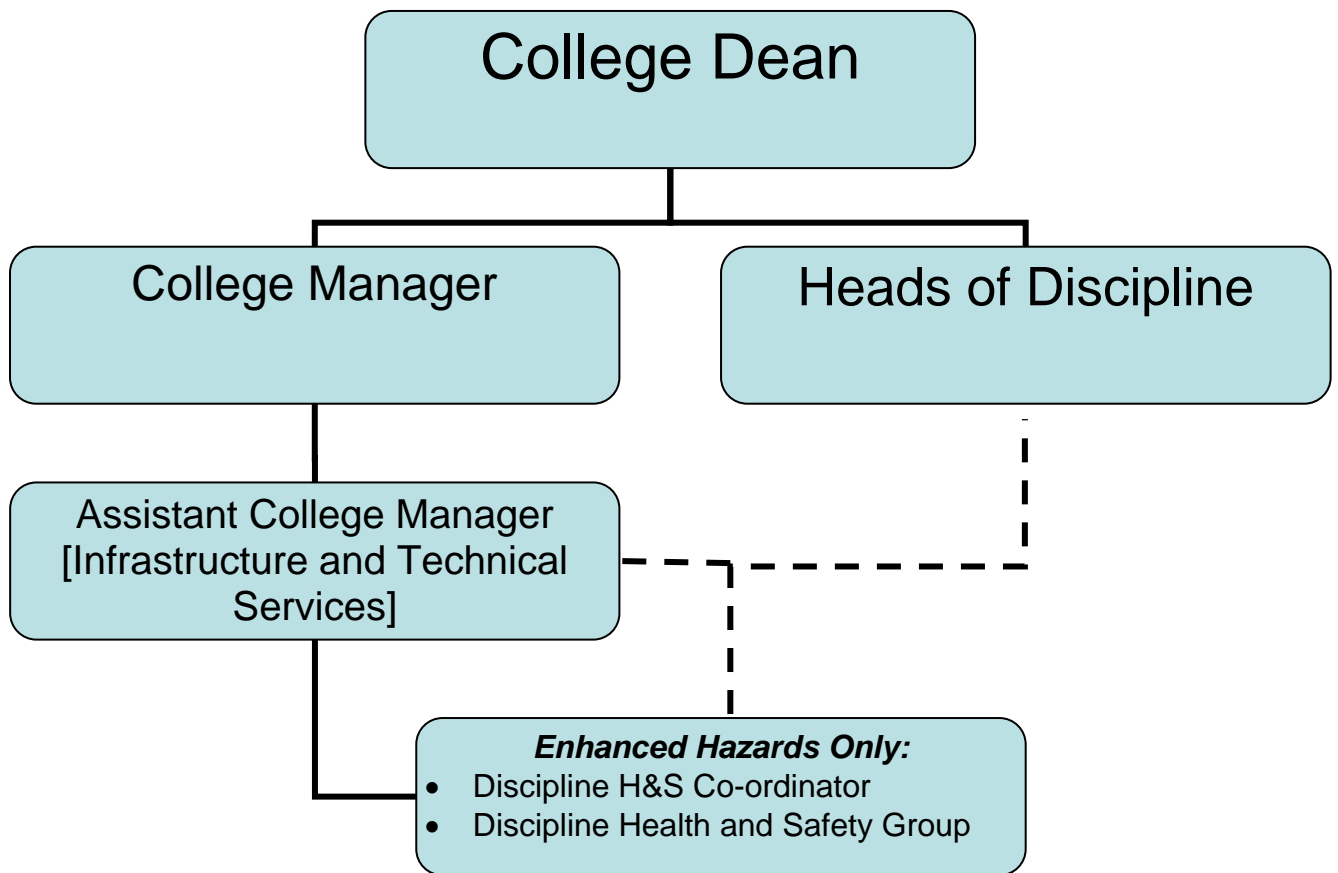 College Dean
College Manager
Heads of Discipline
Assistant College Manager
[Infrastructure and Technical
Services]
Enhanced Hazards Only:
• Discipline H&S Co-ordinator
• Discipline Health and Safety Group